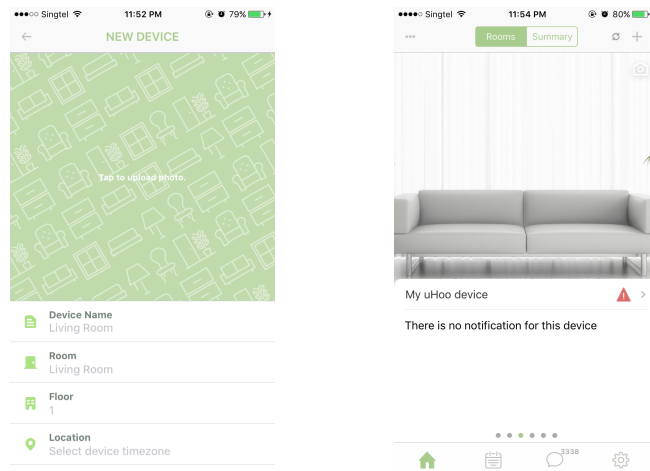 Singtel 11:52 PM 79%
NEW DEVICE
Tap to upload photo.
Device Name
Living Room
Room
Living Room
Floor
1
Location
Select device timezone
Singtel 11:54 PM 80%
Rooms Summary
My uHoo device
There is no notification for this device
3338